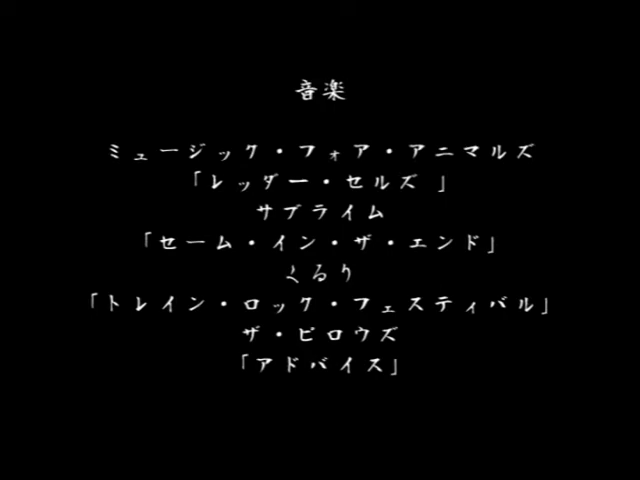 音楽
ミュージック・フォア・アニマルズ
「レッダー・セルズ 」
サブライム
「セーム・イン・ザ・エンド」
くるり
「トレイン・ロック・フェスティバル」
ザ・ピロウズ
「アドバイス」